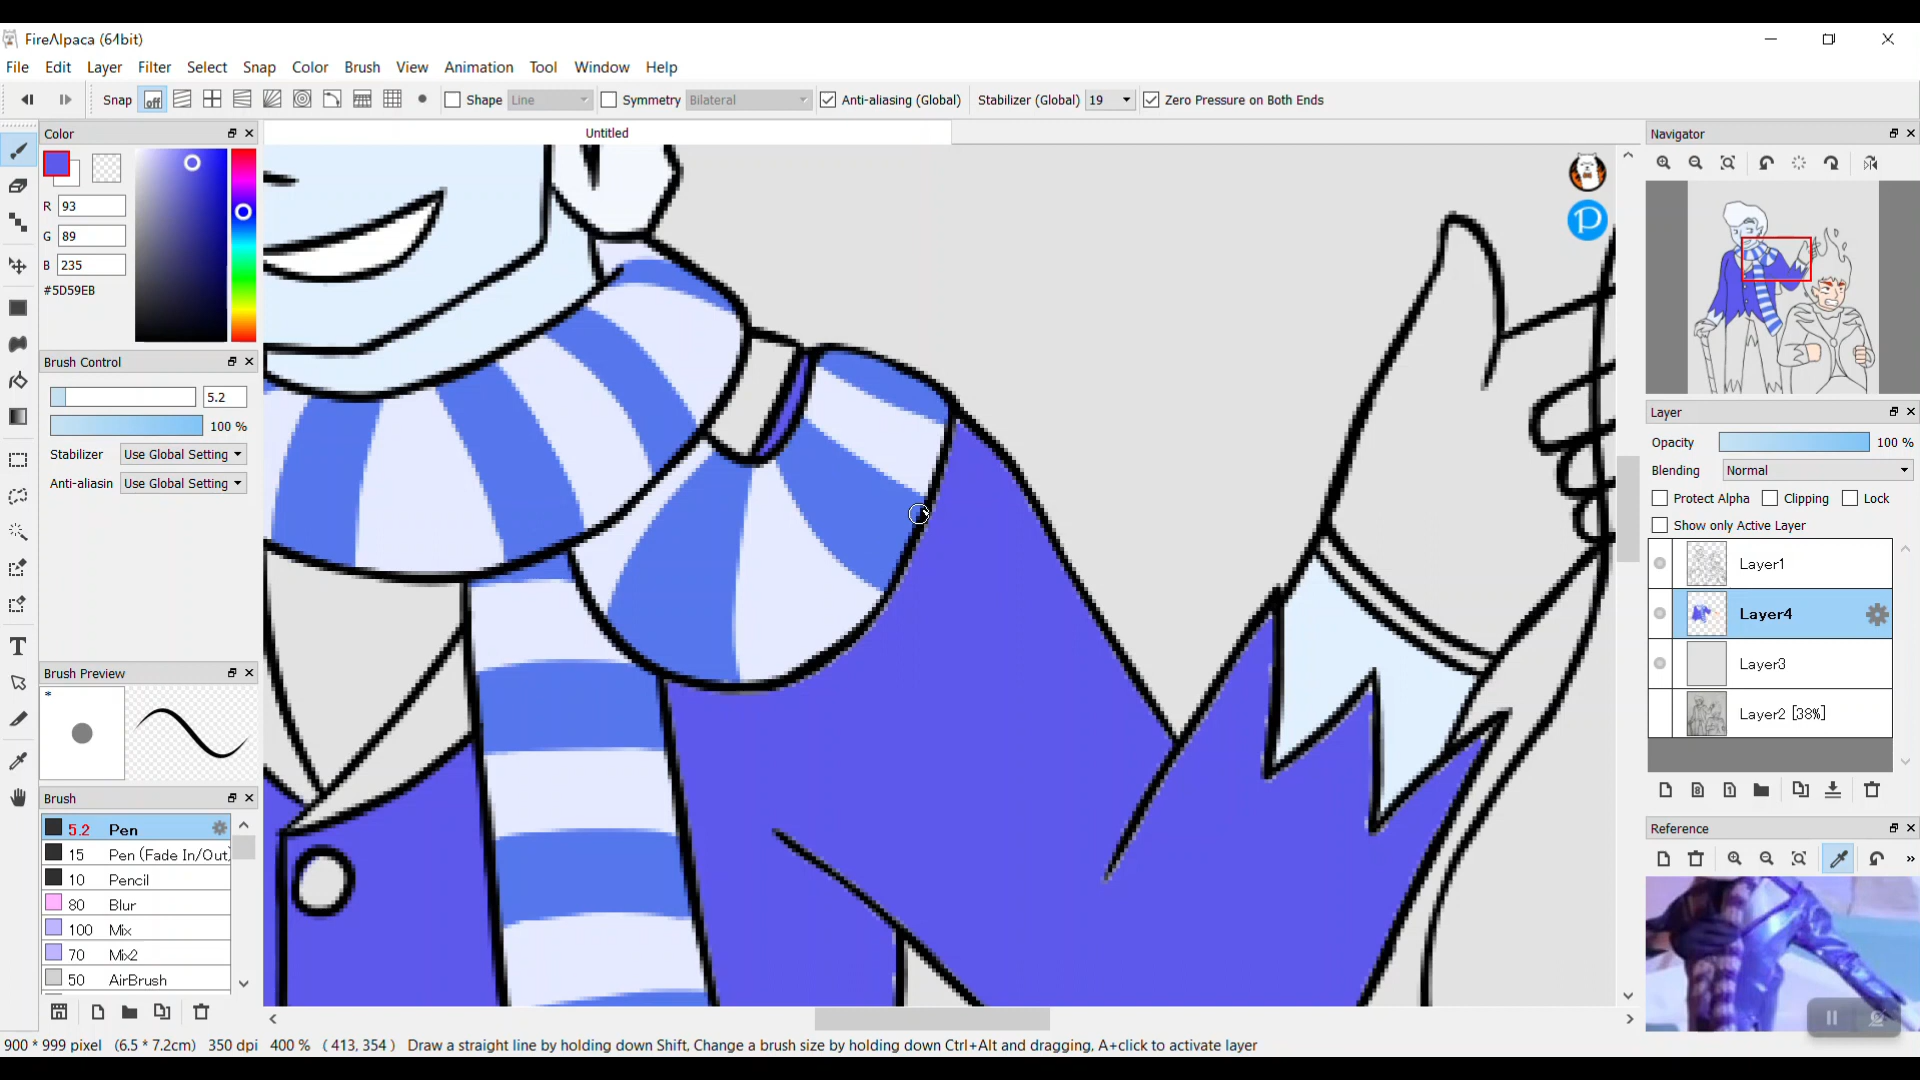 FireAlpaca (64bit)
File Edit Layer Filter Select Snap Color Brush View Animation Tool Window Help
Snap off Shape Line Symmetry Bilateral Anti-aliasing (Global) Stabilizer (Global) 19 Zero Pressure on Both Ends
Color
Untitled
Navigator
R 93
G 89
B 235
#5D59EB
Brush Control
5.2
100 %
Stabilizer Use Global Setting
Anti-aliasin Use Global Setting
Layer
Opacity 100 %
Blending Normal
Protect Alpha Clipping Lock
Show only Active Layer
Layer1
Layer4
Layer3
Layer2 [38%]
Brush Preview
*
Brush
5.2 Pen
15 Pen (Fade In/Out)
10 Pencil
80 Blur
100 Mix
70 Mix2
50 AirBrush
Reference
P
900 * 999 pixel (6.5 * 7.2cm) 350 dpi 400 % ( 413, 354 ) Draw a straight line by holding down Shift, Change a brush size by holding down Ctrl+Alt and dragging, A+click to activate layer